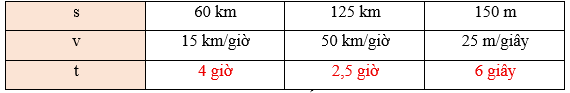 s 60 km 125 km 150 m
v 15 km/giờ 50 km/giờ 25 m/giây
t 4 giờ 2,5 giờ 6 giây